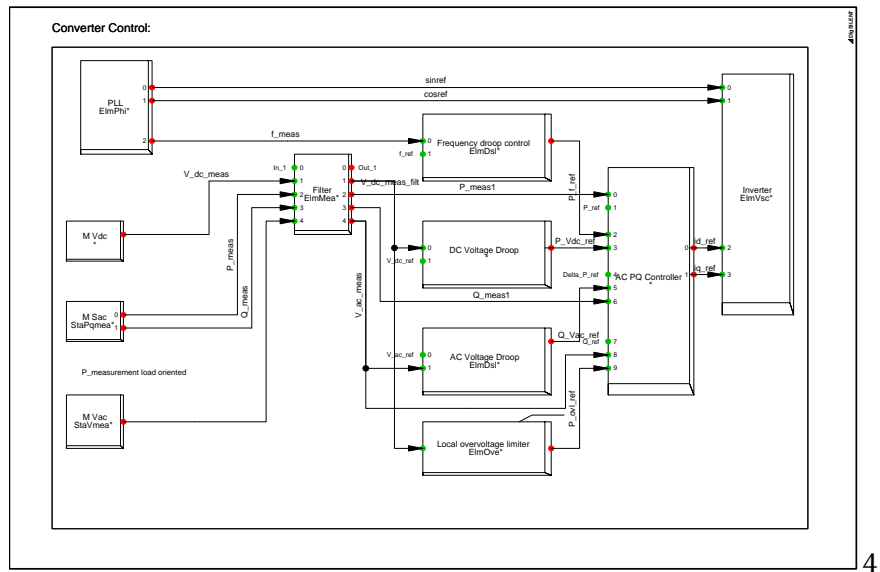 Converter Control:
DIgSILENT
PLL
ElmPhi*
0
1
2
sinref
cosref
f_meas
0
1
f_ref
Frequency droop control
ElmDsl*
V_dc_meas
In_1
0
1
2
3
4
Filter
ElmMea*
0
1
2
3
4
Out_1
V_dc_meas_filt
P_meas1
P_f_ref
M Vdc
*
P_meas
Q_meas
V_ac_meas
0
V_dc_ref
1
DC Voltage Droop
*
P_Vdc_ref
Q_meas1
M Sac
StaPqmea*
0
1
P_measurement load oriented
V_ac_ref
0
1
AC Voltage Droop
ElmDsl*
Q_Vac_ref
M Vac
StaVmea*
Local overvoltage limiter
ElmOve*
P_ovl_ref
0
P_ref
1
2
3
Delta_P_ref
4
5
6
Q_ref
7
8
9
AC PQ Controller
*
0
1
id_ref
iq_ref
0
1
2
3
Inverter
ElmVsc*
4